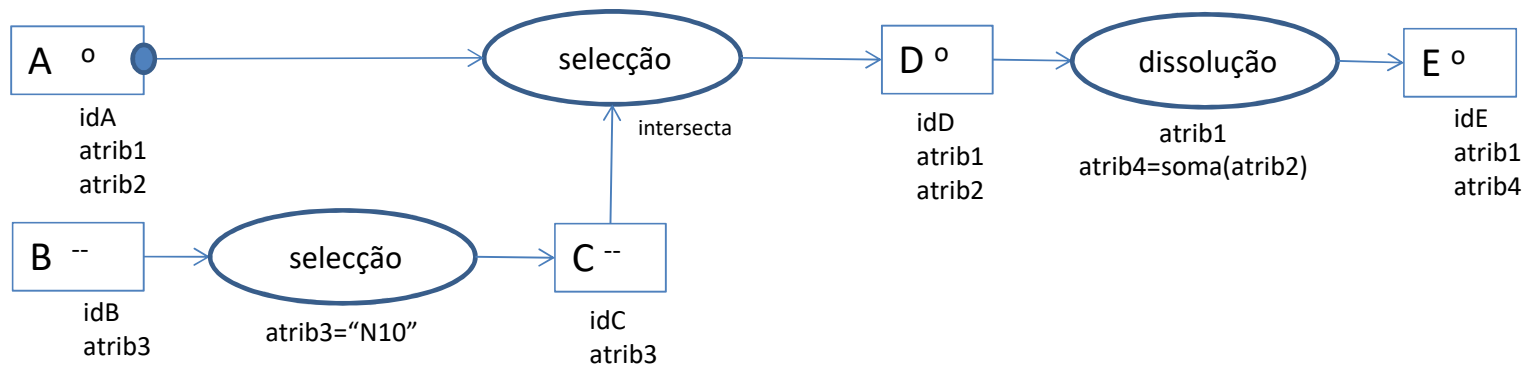 A º
idA
atrib1
atrib2
selecção
intersecta
D º
idD
atrib1
atrib2
dissolução
atrib1
atrib4=soma(atrib2)
E º
idE
atrib1
atrib4
B --
idB
atrib3
selecção
atrib3=“N10”
C --
idC
atrib3